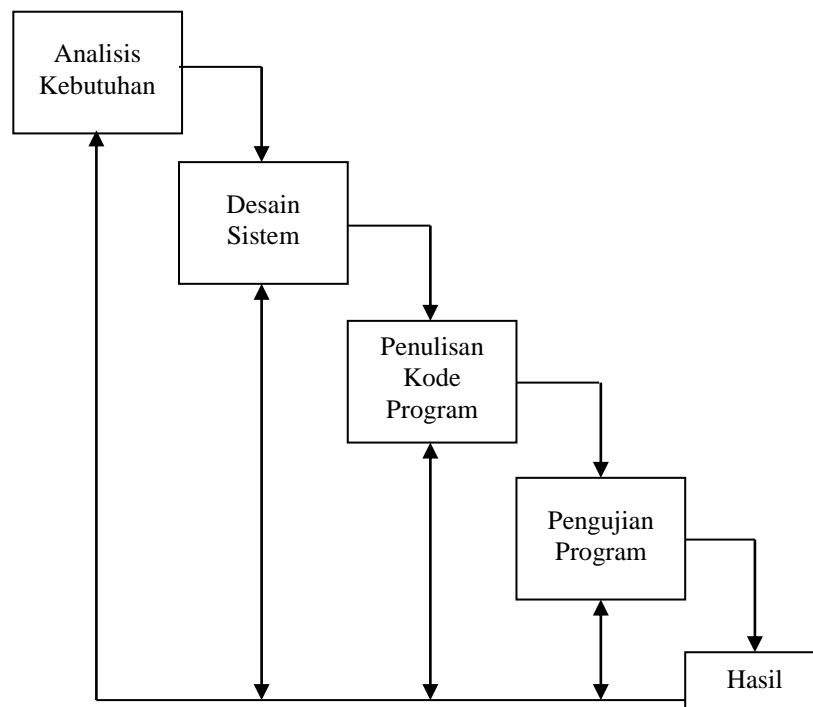 Analisis
Kebutuhan
Desain
Sistem
Penulisan
Kode
Program
Pengujian
Program
Hasil